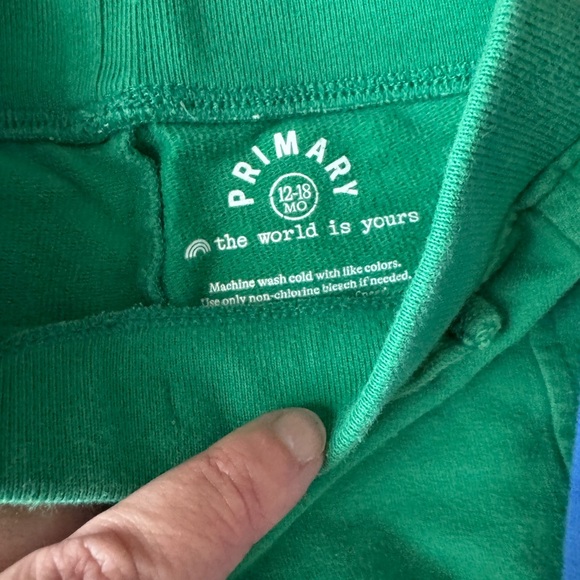 PRIMARY
12-18
MO
the world is yours
Machine wash cold with like colors.
Use only non-chlorine bleach if needed.